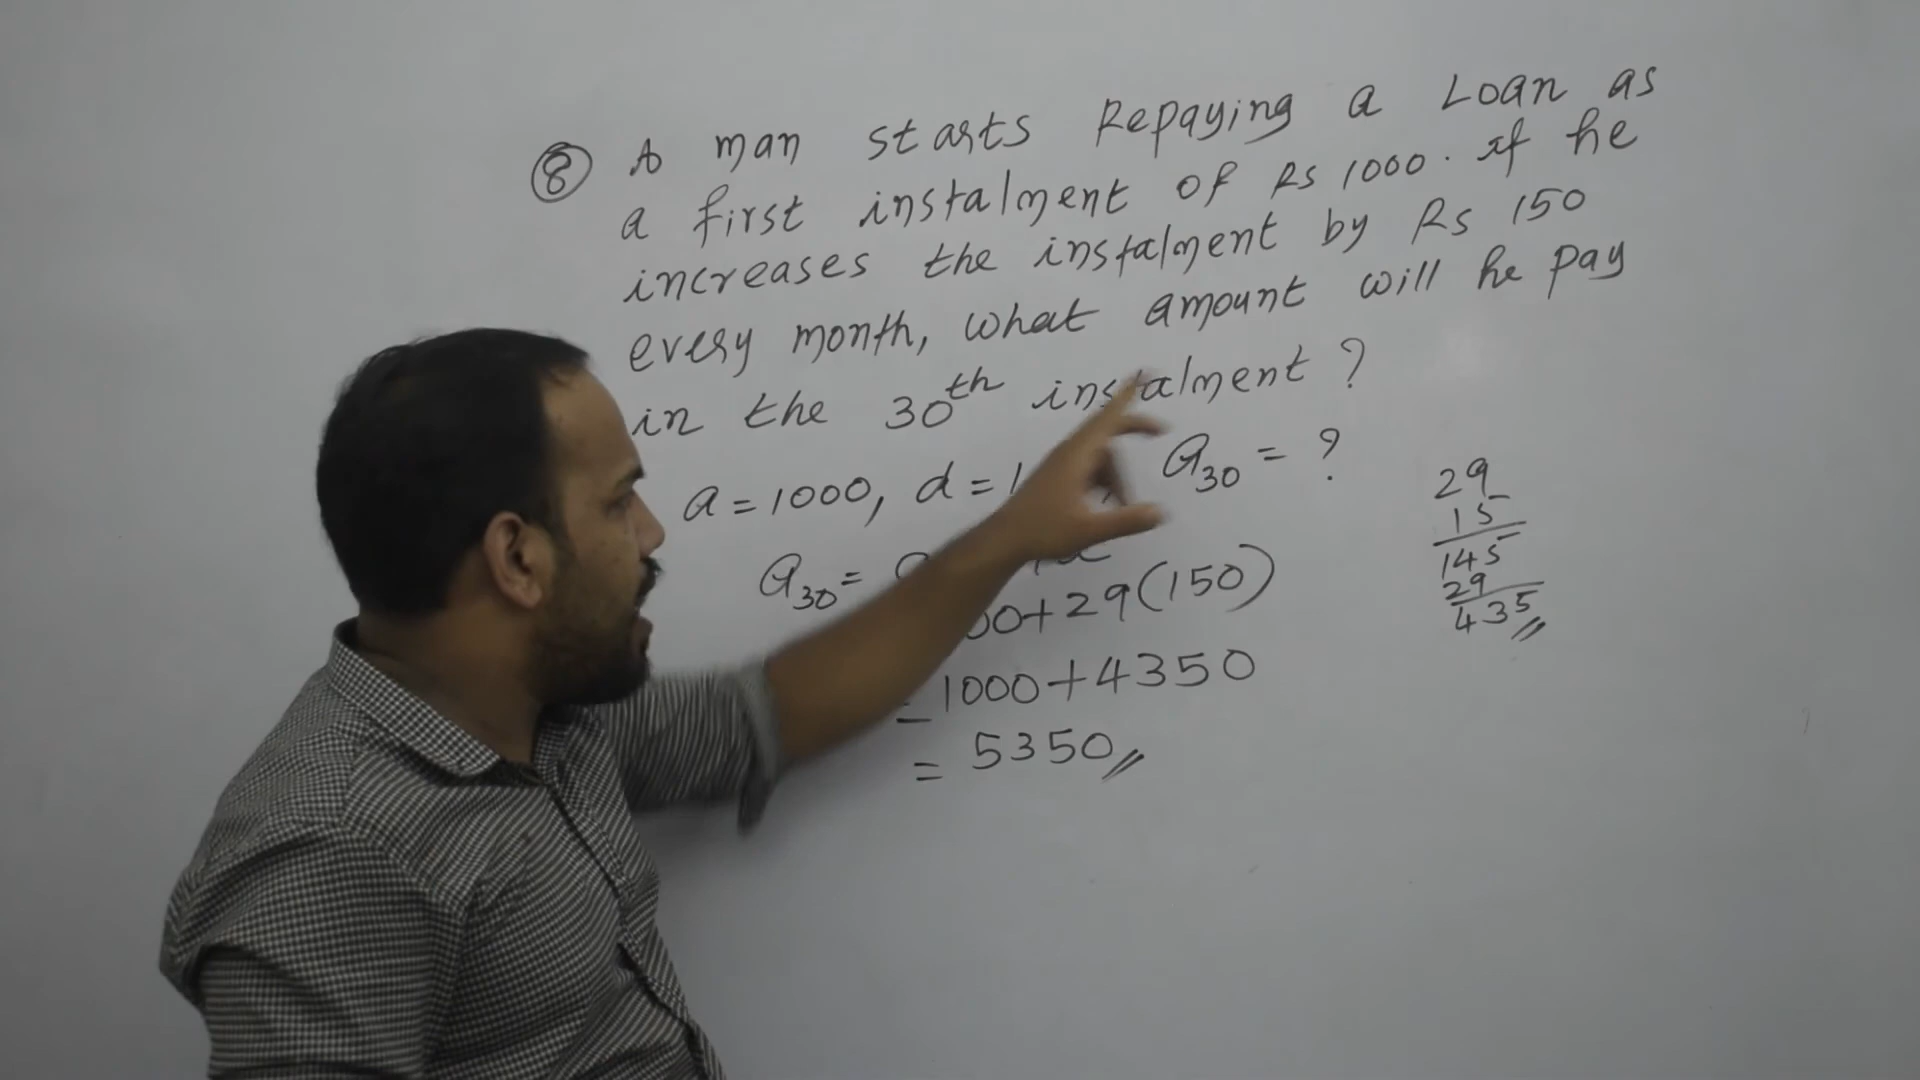 ⑧ A man starts Repaying a Loan as
a first instalment of Rs 1000. If he
increases the instalment by Rs 150
every month, what amount will he pay
in the 30th instalment?
a = 1000, d = 1 , a30 = ?
a30 =
00+29(150)
= 1000+4350
= 5350
29
15
145
29
435